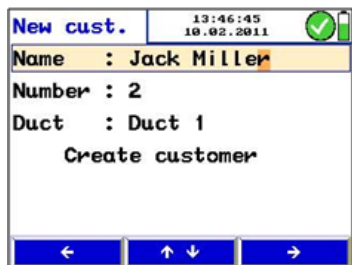 New cust.
13:46:45
10.02.2011
Name : Jack Miller
Number : 2
Duct : Duct 1
Create customer
← ↑ ↓ →